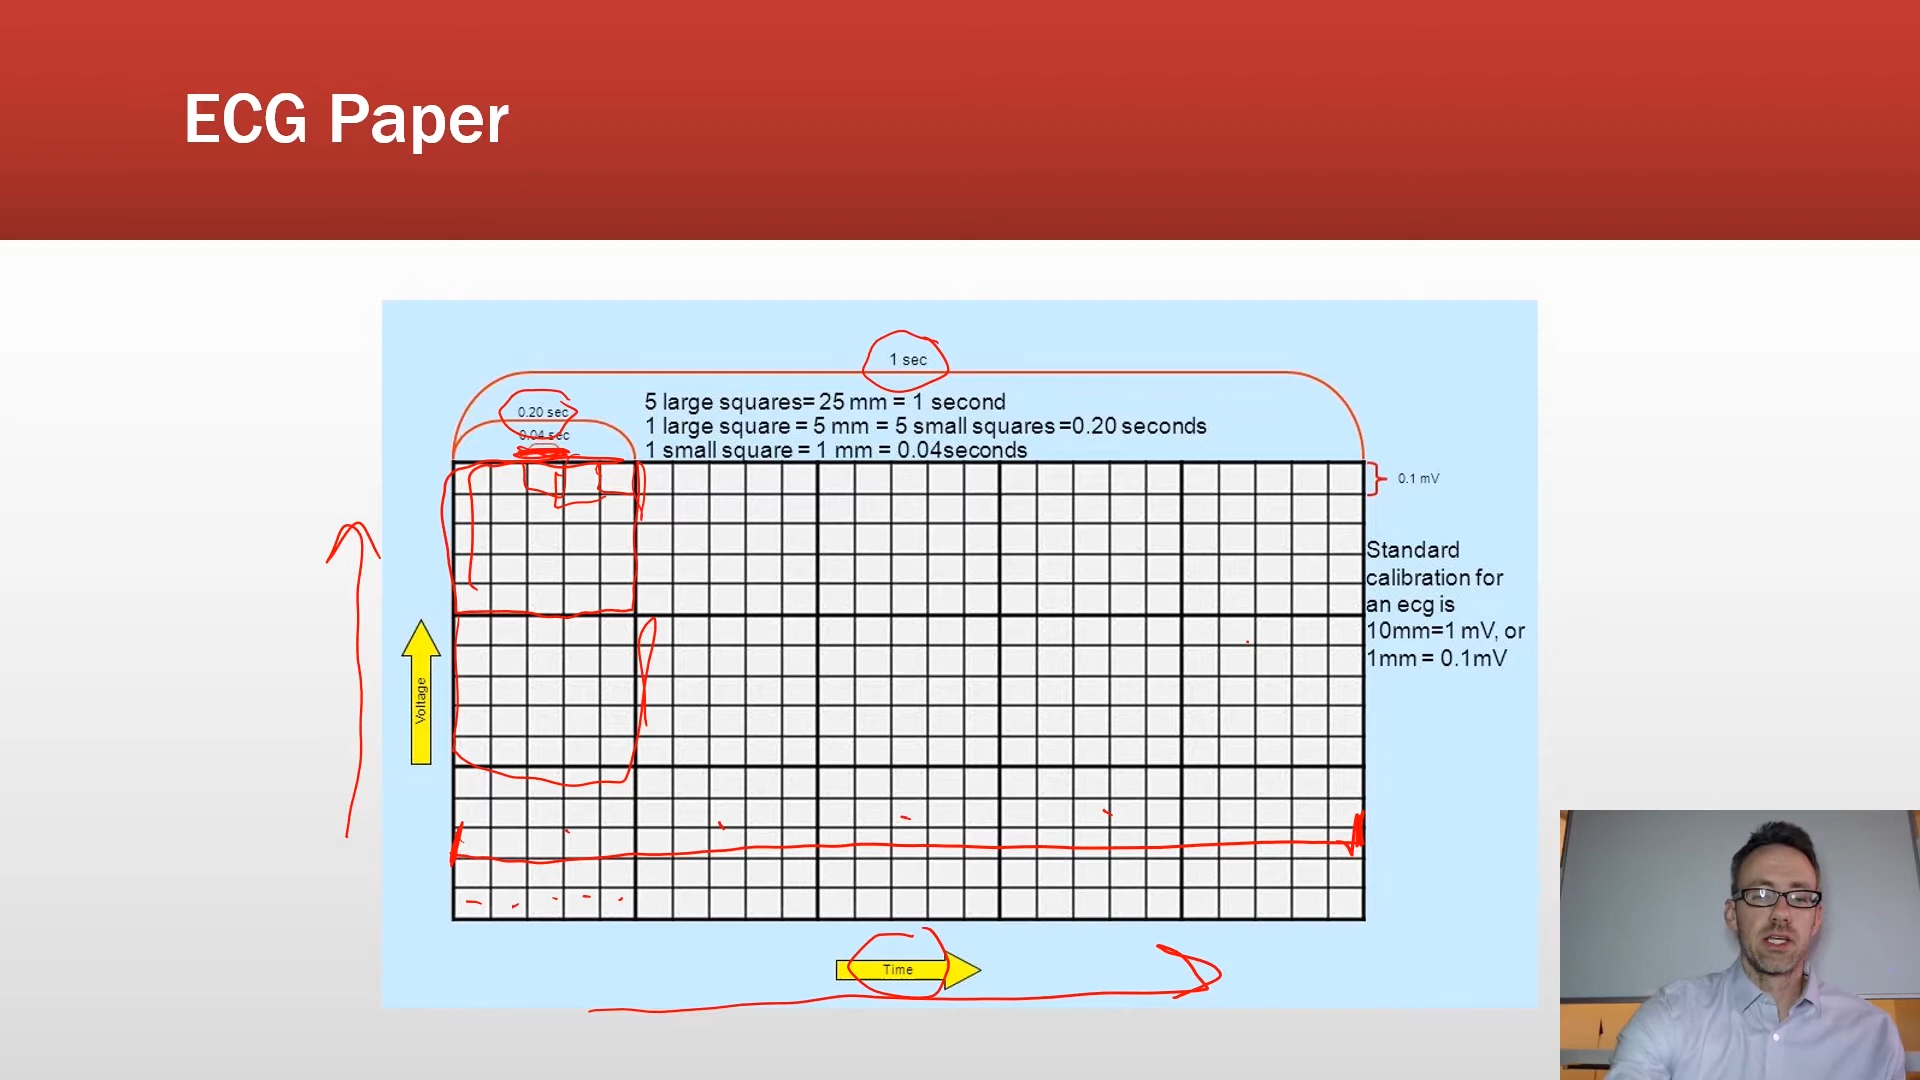 ECG Paper
1 sec
0.20 sec
0.04 sec
5 large squares= 25 mm = 1 second
1 large square = 5 mm = 5 small squares =0.20 seconds
1 small square = 1 mm = 0.04seconds
0.1 mV
Standard
calibration for
an ecg is
10mm=1 mV, or
1mm = 0.1mV
Voltage
Time